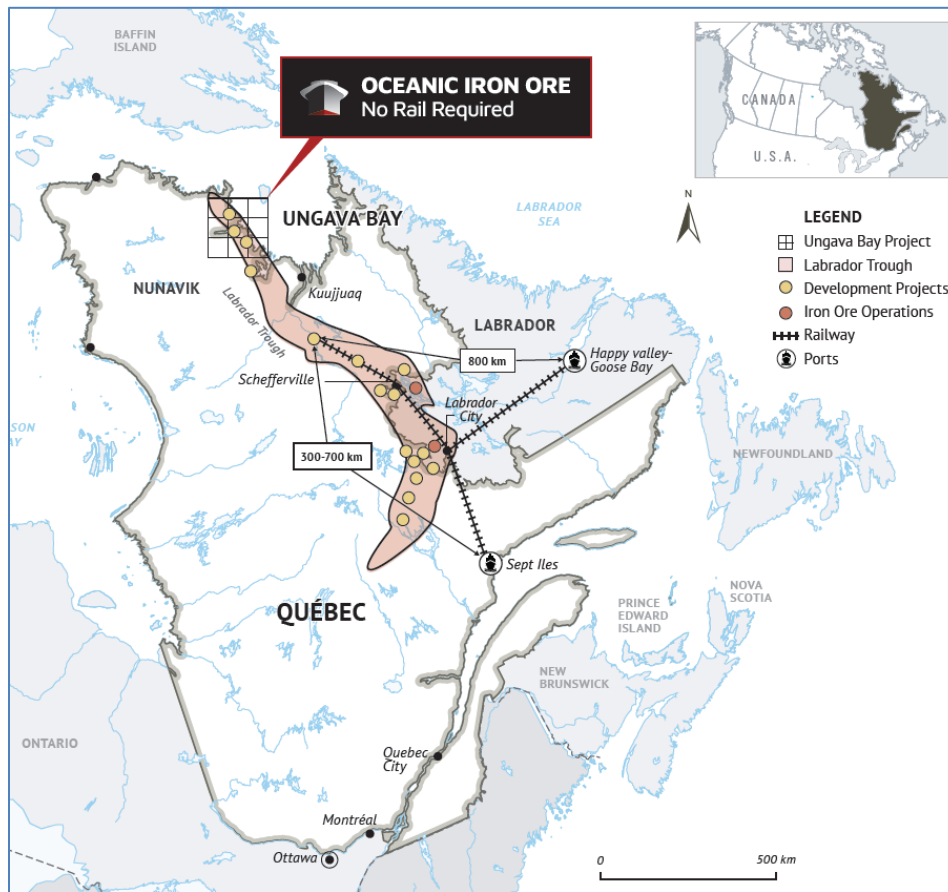 BAFFIN
ISLAND
OCEANIC IRON ORE
No Rail Required
CANADA
U.S.A.
UNGAVA BAY
LABRADOR
SEA
N
LEGEND
Ungava Bay Project
Labrador Trough
Development Projects
Iron Ore Operations
Railway
Ports
NUNAVIK
Kuujjuaq
Labrador Trough
LABRADOR
800 km
Happy valley-
Goose Bay
Schefferville
Labrador
City
300-700 km
SON
AY
NEWFOUNDLAND
Sept Iles
QUÉBEC
NOVA
SCOTIA
PRINCE
EDWARD
ISLAND
NEW
BRUNSWICK
ONTARIO
Quebec
City
Montréal
Ottawa
0
500 km